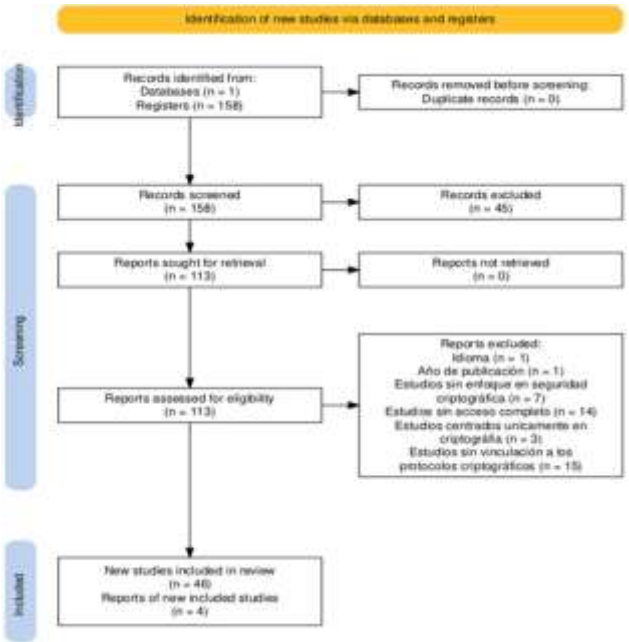 Identification of new studies via databases and registers
Identification
Records identified from:
Databases (n = 1)
Registers (n = 158)
Records removed before screening:
Duplicate records (n = 0)
Screening
Records screened
(n = 158)
Records excluded
(n = 45)
Reports sought for retrieval
(n = 113)
Reports not retrieved
(n = 0)
Reports assessed for eligibility
(n = 113)
Reports excluded:
Idioma (n = 1)
Año de publicación (n = 1)
Estudios sin enfoque en seguridad
criptográfica (n = 7)
Estudios sin acceso completo (n = 14)
Estudios centrados unicamente en
criptográfia (n = 3)
Estudios sin vinculación a los
protocolos criptográficos (n = 15)
Included
New studies included in review
(n = 46)
Reports of new included studies
(n = 4)